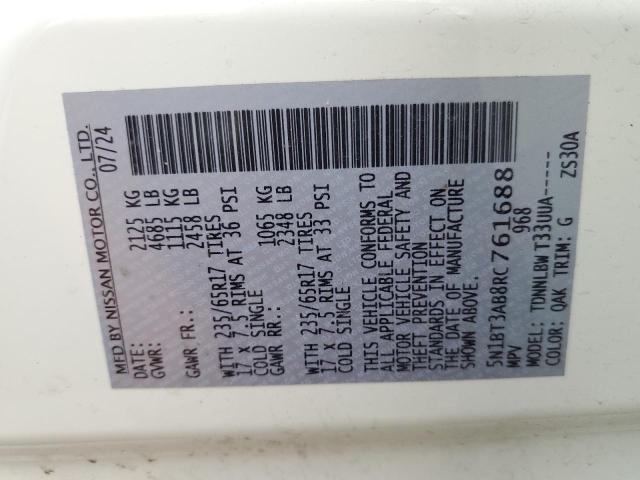 MFD BY NISSAN MOTOR CO., LTD.
07/24
GVWR: 2125 KG
4685 LB
GAWR FR.: 1115 KG
2458 LB
WITH 235/65R17 TIRES
17 x 7.5 RIMS AT 36 PSI
COLD SINGLE
GAWR RR.: 1065 KG
2348 LB
WITH 235/65R17 TIRES
17 x 7.5 RIMS AT 33 PSI
COLD SINGLE
THIS VEHICLE CONFORMS TO
ALL APPLICABLE FEDERAL
MOTOR VEHICLE SAFETY AND
THEFT PREVENTION
STANDARDS IN EFFECT ON
THE DATE OF MANUFACTURE
SHOWN ABOVE.
5N1BT3AB8RC761688
MPV 968
MODEL: TDNNLBW T33UUA-----
COLOR: QAK TRIM: G ZS30A